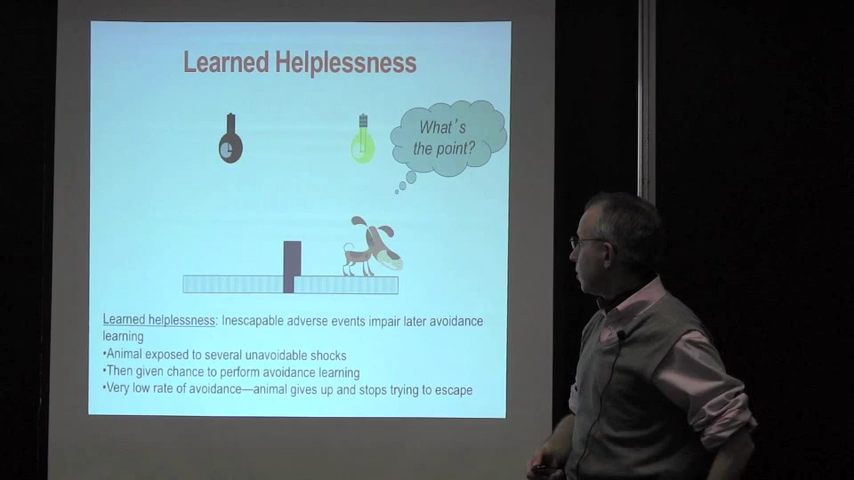 Learned Helplessness
What's
the point?
Learned helplessness: Inescapable adverse events impair later avoidance
learning
•Animal exposed to several unavoidable shocks
•Then given chance to perform avoidance learning
•Very low rate of avoidance—animal gives up and stops trying to escape